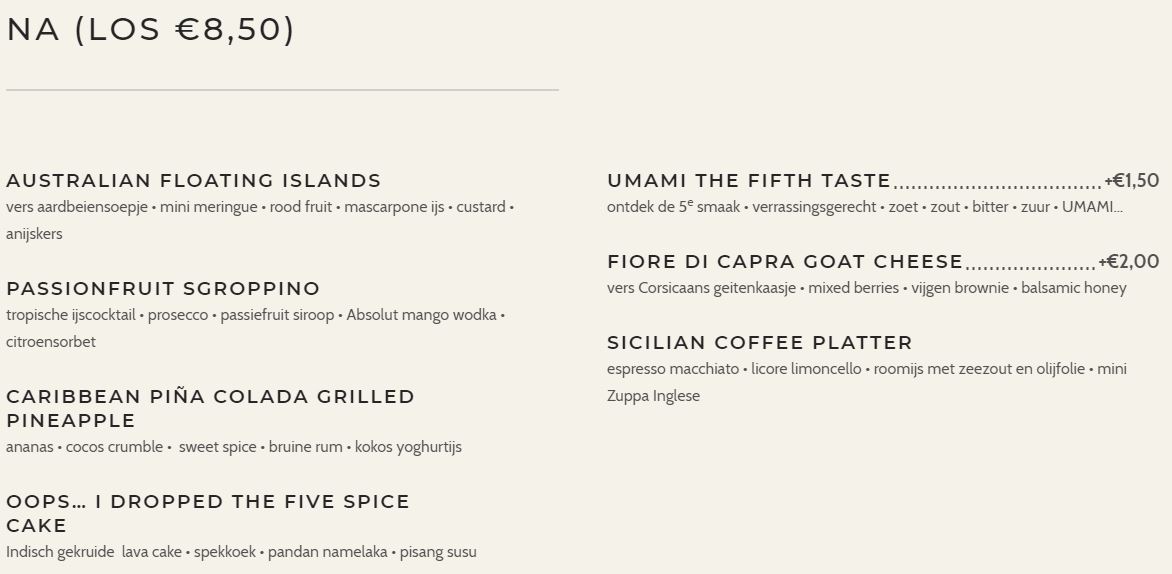 NA (LOS €8,50)
AUSTRALIAN FLOATING ISLANDS
vers aardbeiensoepje • mini meringue • rood fruit • mascarpone ijs • custard •
anijskers
PASSIONFRUIT SGROPPINO
tropische ijscocktail • prosecco • passiefruit siroop • Absolut mango wodka •
citroensorbet
CARIBBEAN PIÑA COLADA GRILLED
PINEAPPLE
ananas • cocos crumble •  sweet spice • bruine rum • kokos yoghurtijs
OOPS… I DROPPED THE FIVE SPICE
CAKE
Indisch gekruide  lava cake • spekkoek • pandan namelaka • pisang susu
UMAMI THE FIFTH TASTE....................................+€1,50
ontdek de 5e smaak • verrassingsgerecht • zoet • zout • bitter • zuur • UMAMI…
FIORE DI CAPRA GOAT CHEESE......................+€2,00
vers Corsicaans geitenkaasje • mixed berries • vijgen brownie • balsamic honey
SICILIAN COFFEE PLATTER
espresso macchiato • licore limoncello • roomijs met zeezout en olijfolie • mini
Zuppa Inglese